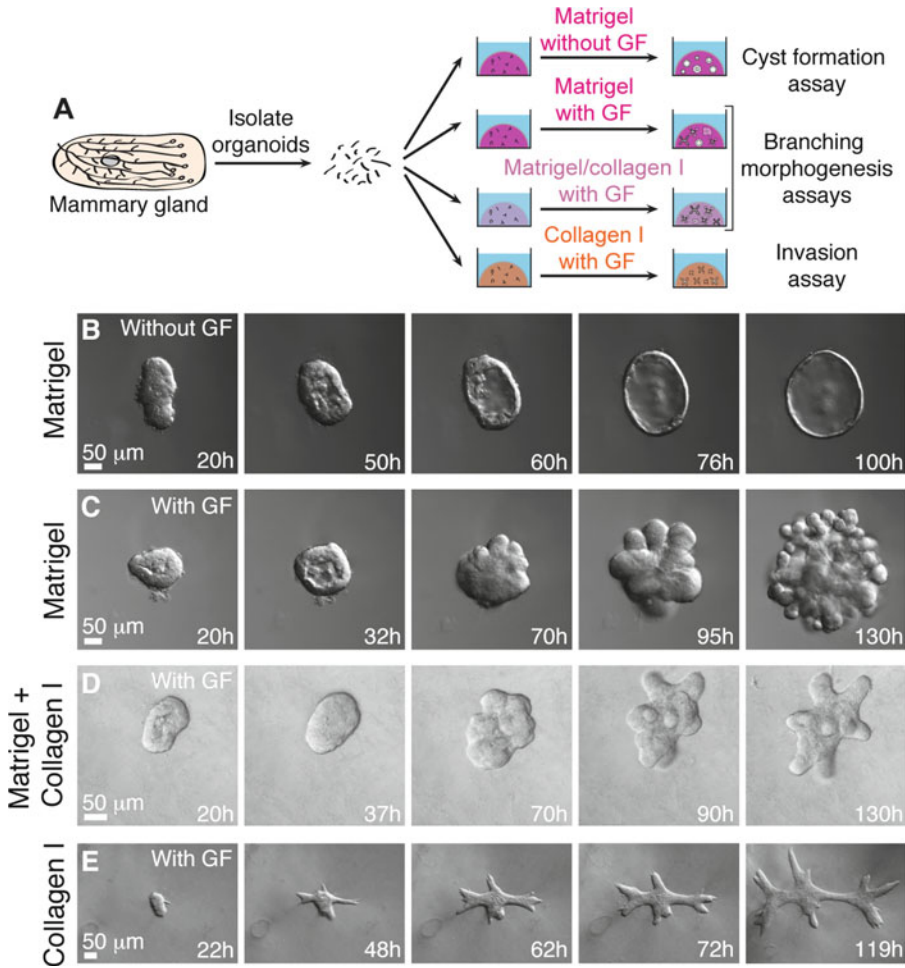 A
Mammary gland
Isolate
organoids
Matrigel
without GF
Cyst formation
assay
Matrigel
with GF
Matrigel/collagen I
with GF
Branching
morphogenesis
assays
Collagen I
with GF
Invasion
assay
Matrigel
B Without GF
50 μm
20h
50h
60h
76h
100h
Matrigel
C With GF
50 μm
20h
32h
70h
95h
130h
Matrigel +
Collagen I
D With GF
50 μm
20h
37h
70h
90h
130h
Collagen I
E With GF
50 μm
22h
48h
62h
72h
119h